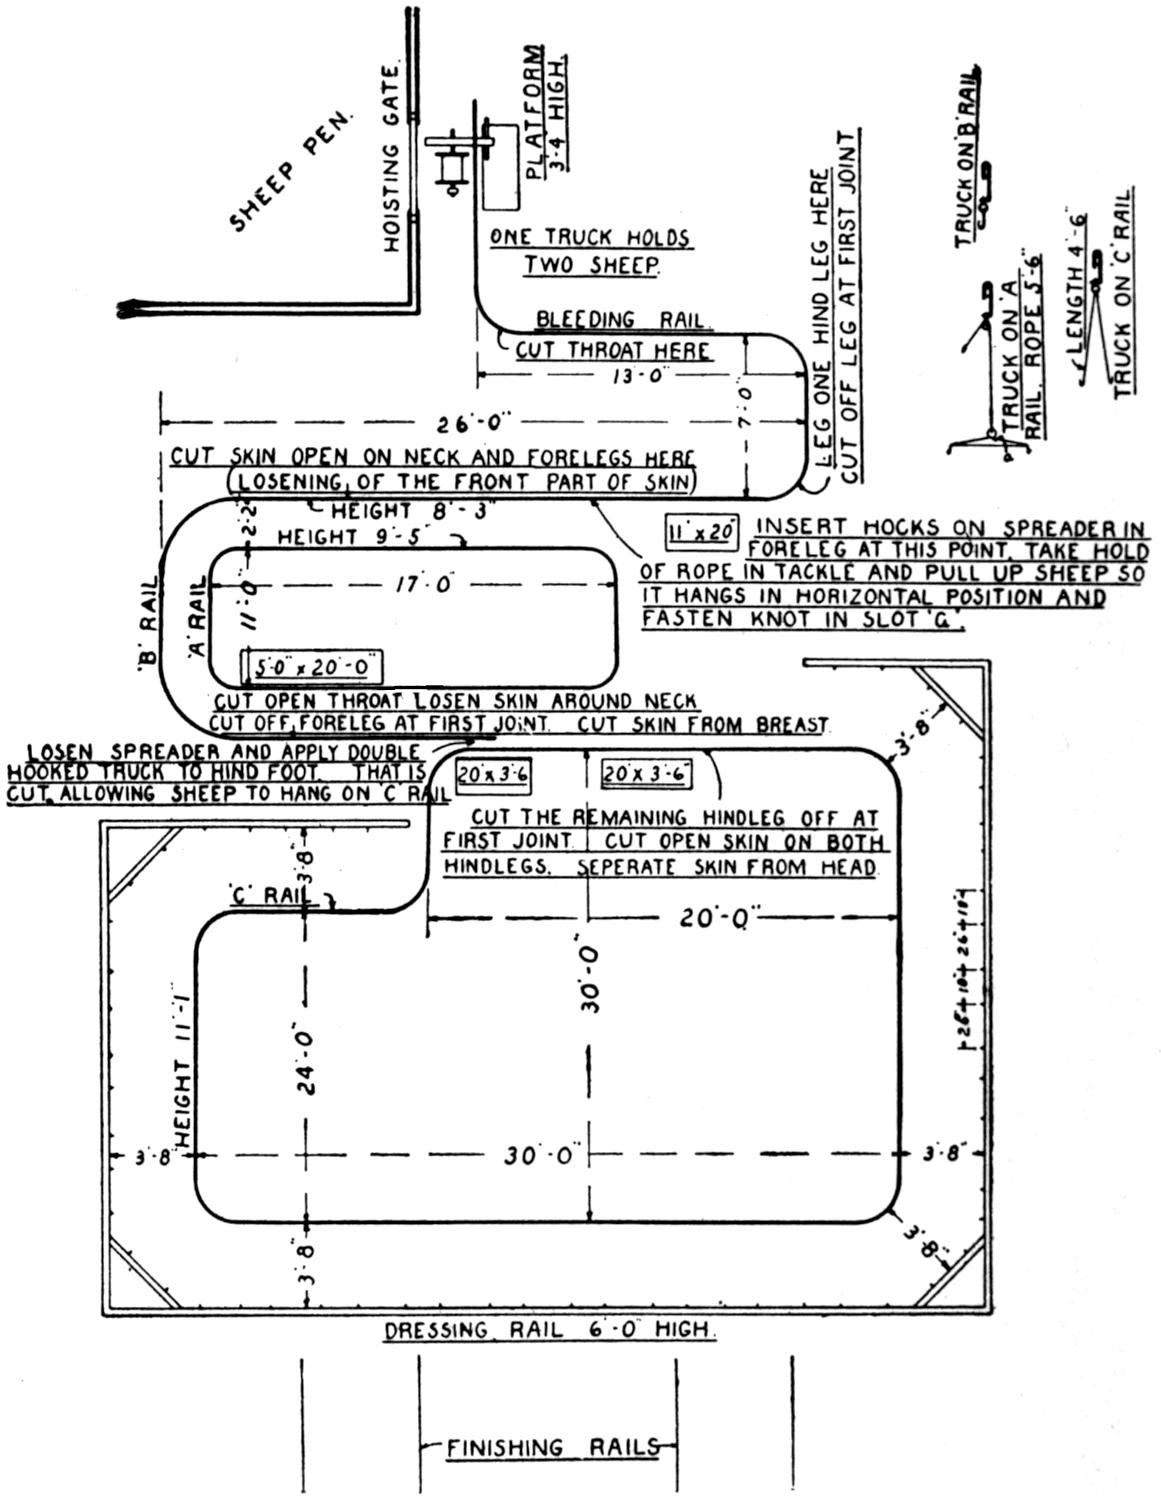 SHEEP PEN.
HOISTING GATE.
PLATFORM
3-4 HIGH.
ONE TRUCK HOLDS
TWO SHEEP.
BLEEDING RAIL.
CUT THROAT HERE
13'-0"
26'-0"
7'-0"
LEG ONE HIND LEG HERE
CUT OFF LEG AT FIRST JOINT
TRUCK ON 'B' RAIL
TRUCK ON 'A'
RAIL. ROPE 5'-6"
LENGTH 4'-6"
TRUCK ON 'C' RAIL
CUT SKIN OPEN ON NECK AND FORELEGS HERE
(LOSENING OF THE FRONT PART OF SKIN)
HEIGHT 8'-3"
2'-2"
HEIGHT 9'-5"
17'-0"
11'-0"
'B' RAIL
'A' RAIL
5'-0" x 20'-0"
11' x 20'
INSERT HOCKS ON SPREADER IN
FORELEG AT THIS POINT. TAKE HOLD
OF ROPE IN TACKLE AND PULL UP SHEEP SO
IT HANGS IN HORIZONTAL POSITION AND
FASTEN KNOT IN SLOT 'G'.
CUT OPEN THROAT LOSEN SKIN AROUND NECK
CUT OFF FORELEG AT FIRST JOINT. CUT SKIN FROM BREAST.
LOSEN SPREADER AND APPLY DOUBLE
HOOKED TRUCK TO HIND FOOT. THAT IS
CUT, ALLOWING SHEEP TO HANG ON 'C' RAIL
20' x 3'-6
20' x 3'-6"
CUT THE REMAINING HINDLEG OFF AT
FIRST JOINT. CUT OPEN SKIN ON BOTH
HINDLEGS. SEPERATE SKIN FROM HEAD.
3'-8"
3'-8"
'C' RAIL
20'-0"
30'-0"
24'-0"
HEIGHT 11'-1"
26" 10" 26" 10"
3'-8"
30'-0"
3'-8"
3'-8"
3'-8"
DRESSING RAIL 6'-0" HIGH.
FINISHING RAILS